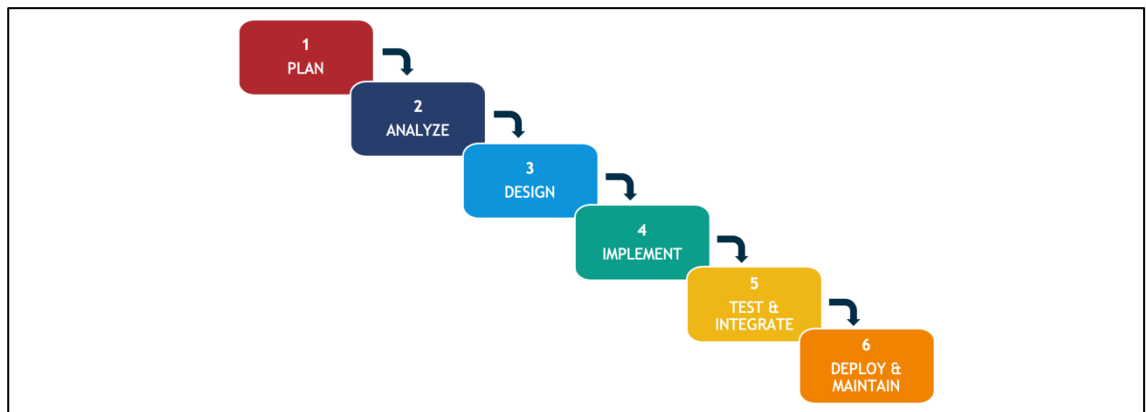 1
PLAN
2
ANALYZE
3
DESIGN
4
IMPLEMENT
5
TEST &
INTEGRATE
6
DEPLOY &
MAINTAIN